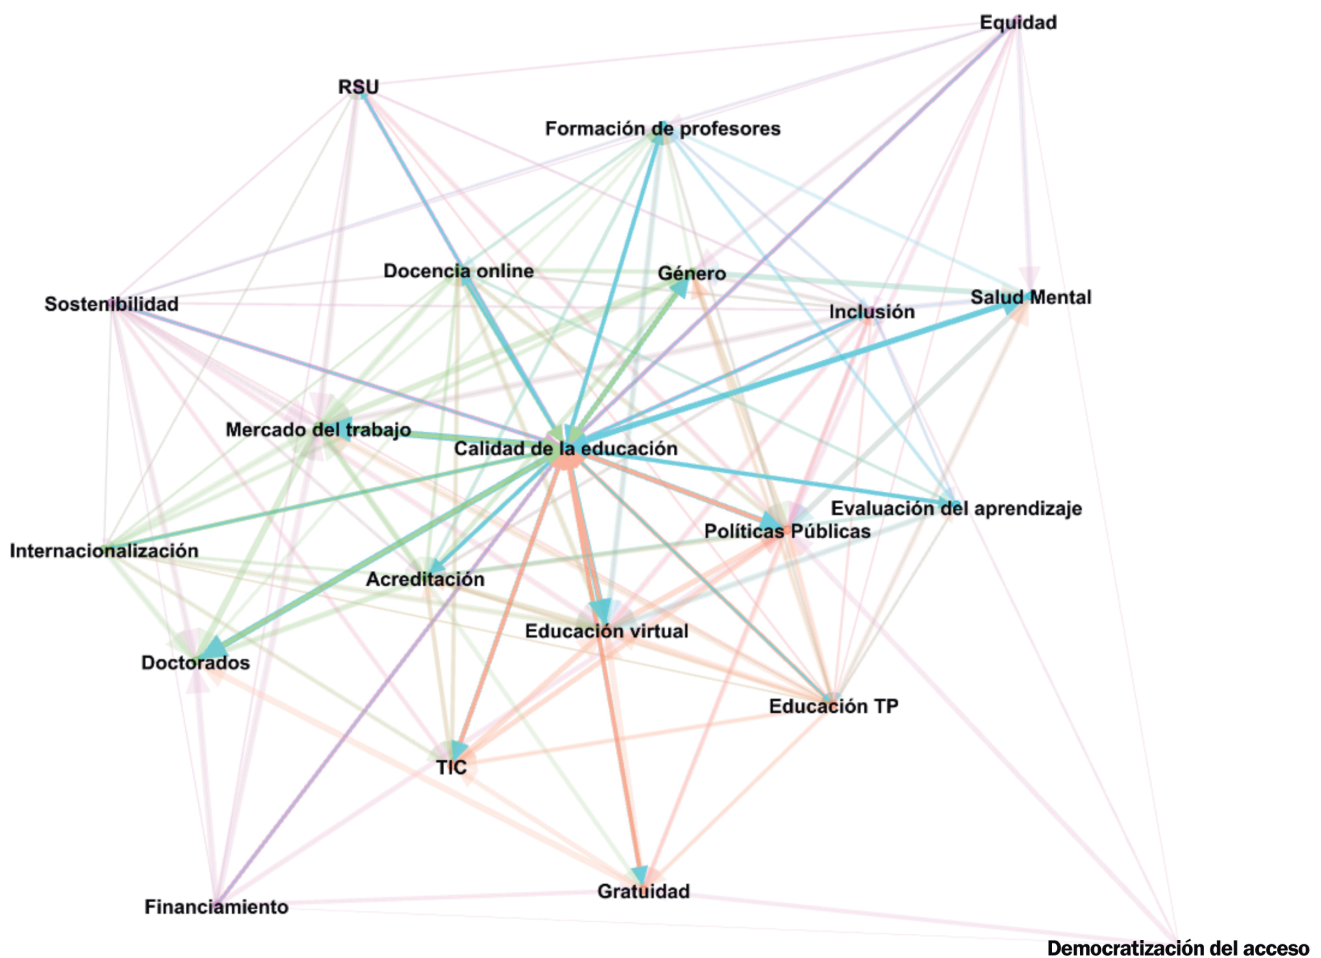 Equidad
RSU
Formación de profesores
Docencia online
Género
Salud Mental
Sostenibilidad
Inclusión
Mercado del trabajo
Calidad de la educación
Evaluación del aprendizaje
Políticas Públicas
Internacionalización
Acreditación
Educación virtual
Doctorados
Educación TP
TIC
Gratuidad
Financiamiento
Democratización del acceso